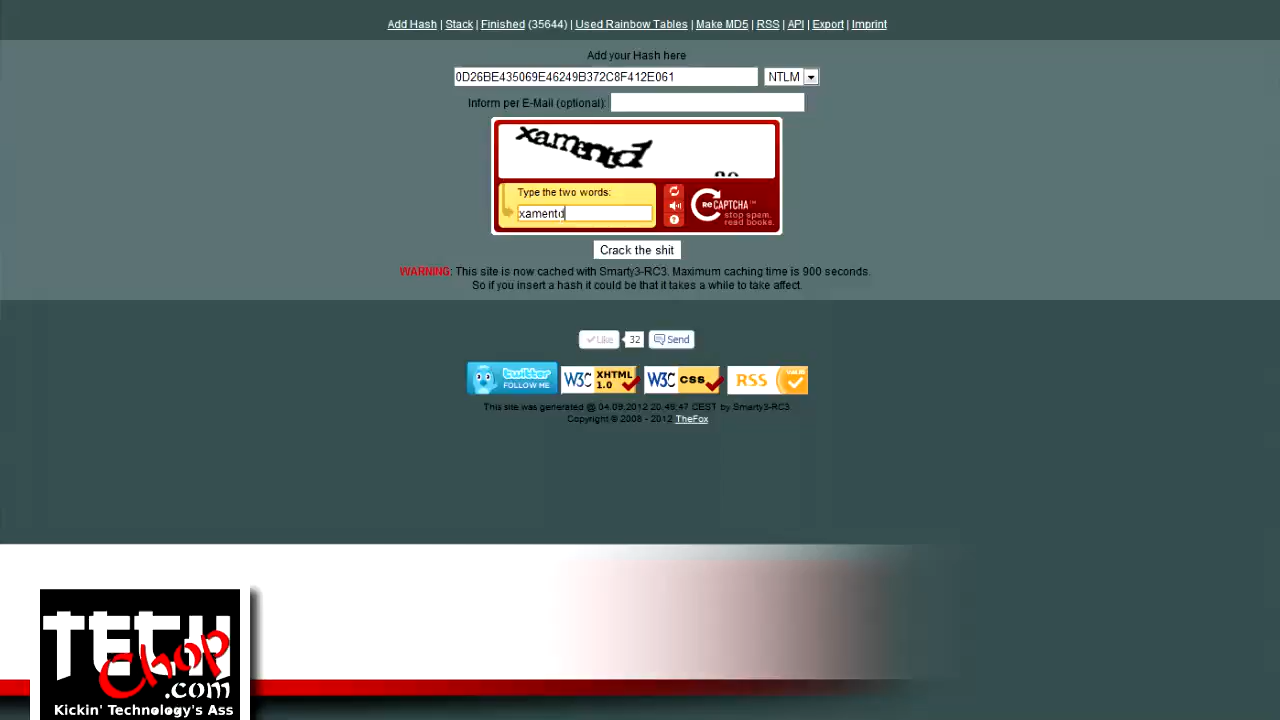 Add Hash | Stack | Finished (35644) | Used Rainbow Tables | Make MD5 | RSS | API | Export | Imprint
Add your Hash here
0D26BE435069E46249B372C8F412E061 NTLM
Inform per E-Mail (optional):
xamentd
Type the two words:
xamentd
reCAPTCHA™
stop spam.
read books.
Crack the shit
WARNING: This site is now cached with Smarty3-RC3. Maximum caching time is 900 seconds.
So if you insert a hash it could be that it takes a while to take affect.
Like 32 Send
twitter FOLLOW ME W3C XHTML 1.0 W3C css RSS
This site was generated @ 04.09.2012 20:49:47 CEST by Smarty3-RC3
Copyright © 2008 - 2012 TheFox
TECH
Chop
.com
Kickin' Technology's Ass